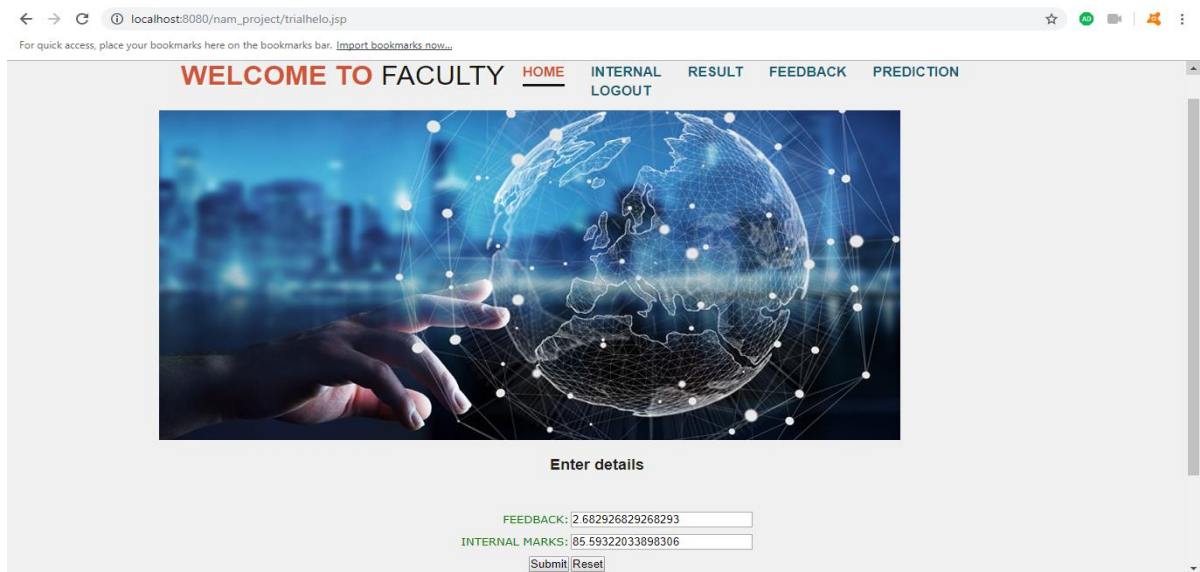 localhost:8080/nam_project/trialhelo.jsp
AD
For quick access, place your bookmarks here on the bookmarks bar. Import bookmarks now...
WELCOME TO FACULTY HOME INTERNAL RESULT FEEDBACK PREDICTION
LOGOUT
Enter details
FEEDBACK: 2.682926829268293
INTERNAL MARKS: 85.59322033898306
Submit Reset